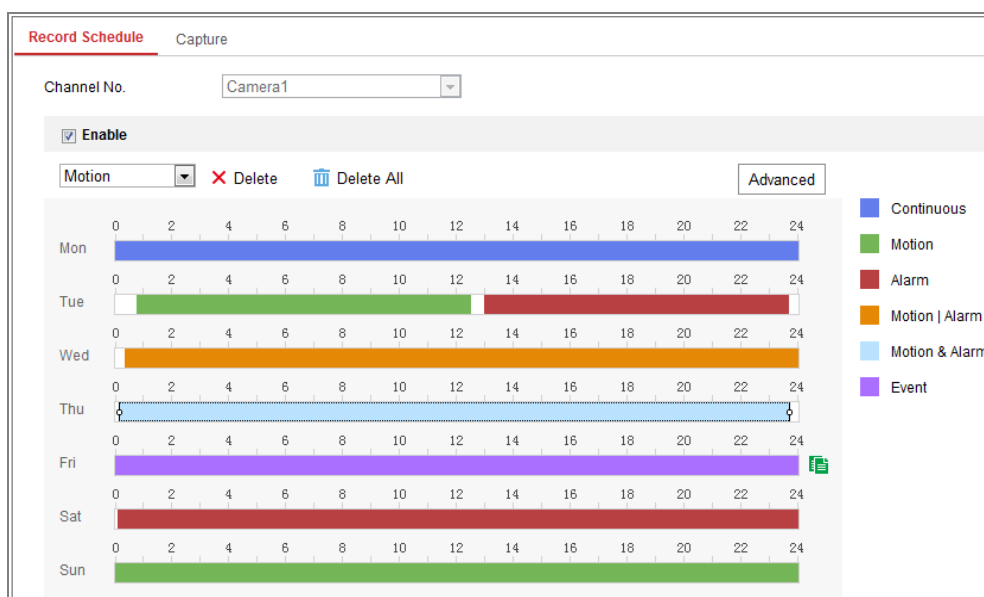 Record Schedule Capture
Channel No. Camera1
Enable
Motion Delete Delete All Advanced
0 2 4 6 8 10 12 14 16 18 20 22 24
Mon
0 2 4 6 8 10 12 14 16 18 20 22 24
Tue
0 2 4 6 8 10 12 14 16 18 20 22 24
Wed
0 2 4 6 8 10 12 14 16 18 20 22 24
Thu
0 2 4 6 8 10 12 14 16 18 20 22 24
Fri
0 2 4 6 8 10 12 14 16 18 20 22 24
Sat
0 2 4 6 8 10 12 14 16 18 20 22 24
Sun
Continuous
Motion
Alarm
Motion | Alarm
Motion & Alarm
Event